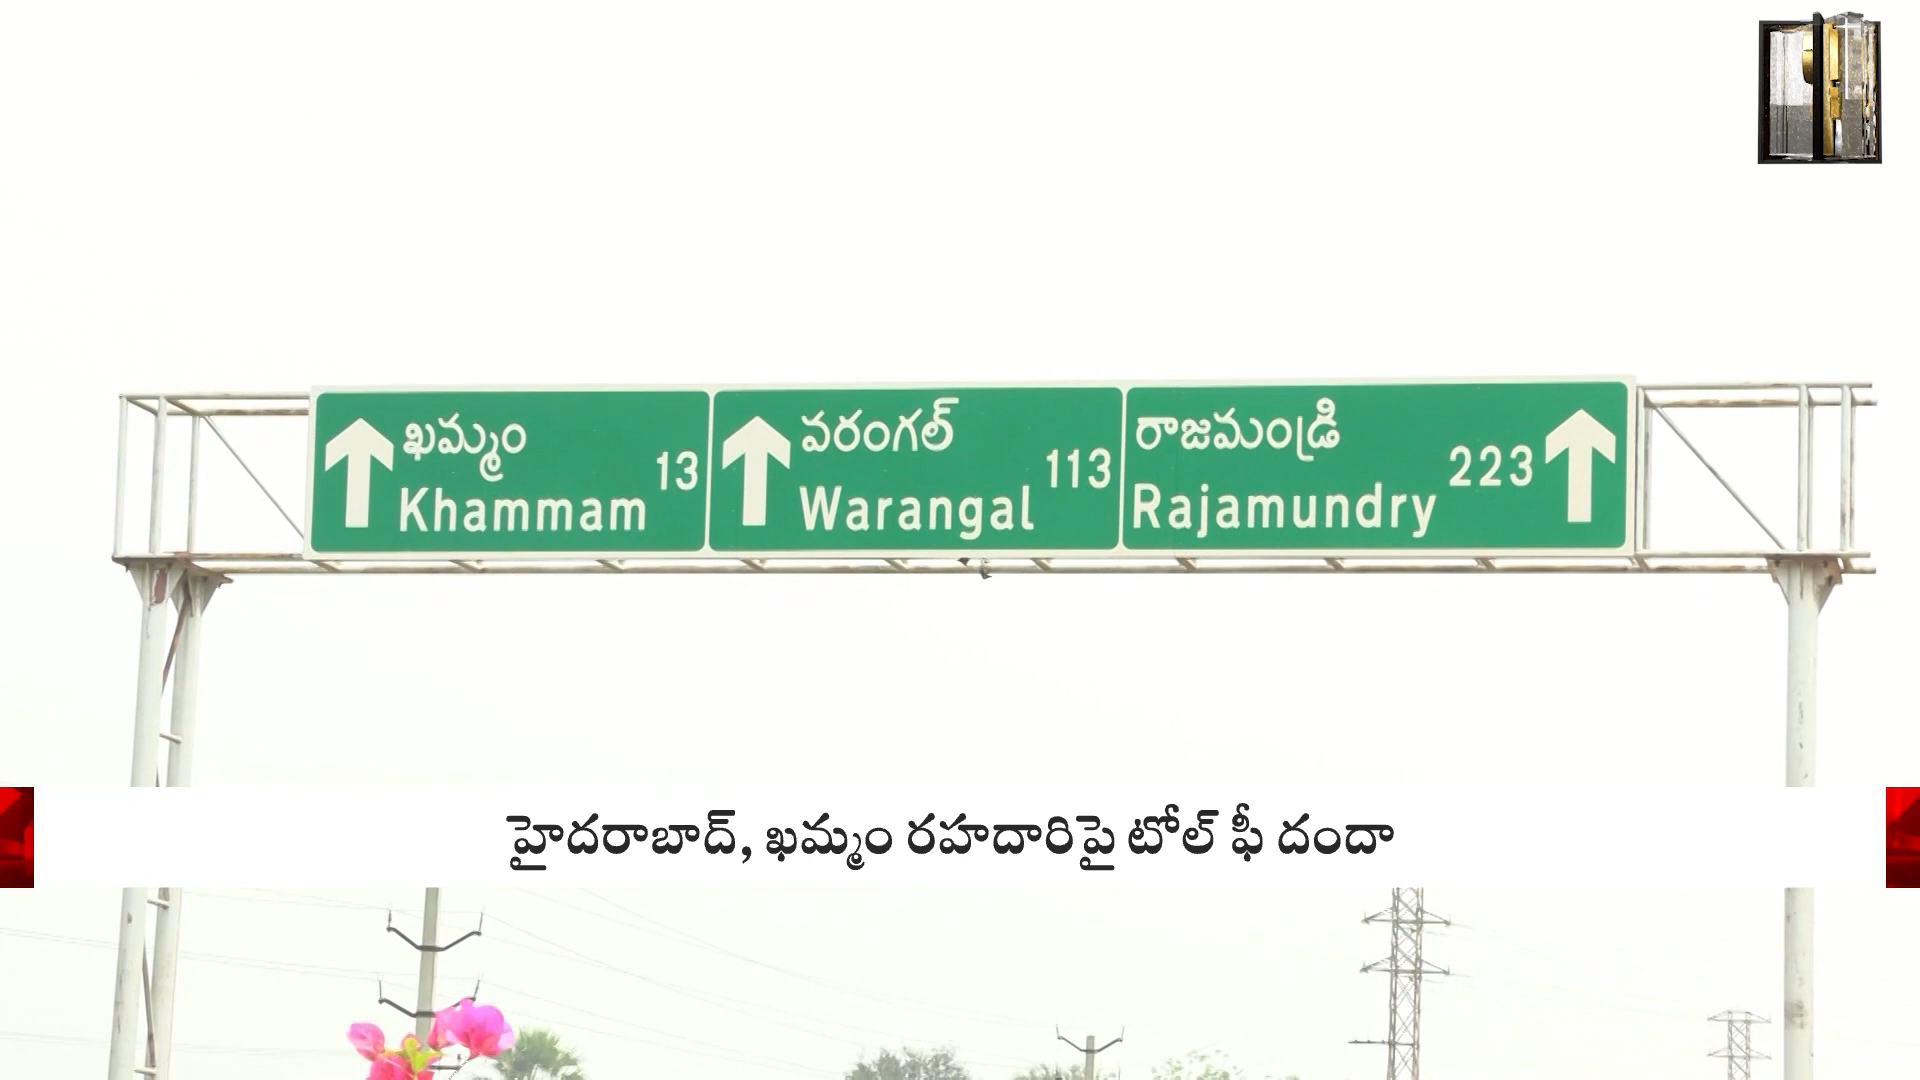 ఖమ్మం
Khammam
13
వరంగల్
Warangal
113
రాజమండ్రి
Rajamundry
223
హైదరాబాద్, ఖమ్మం రహదారిపై టోల్ ఫీ దందా